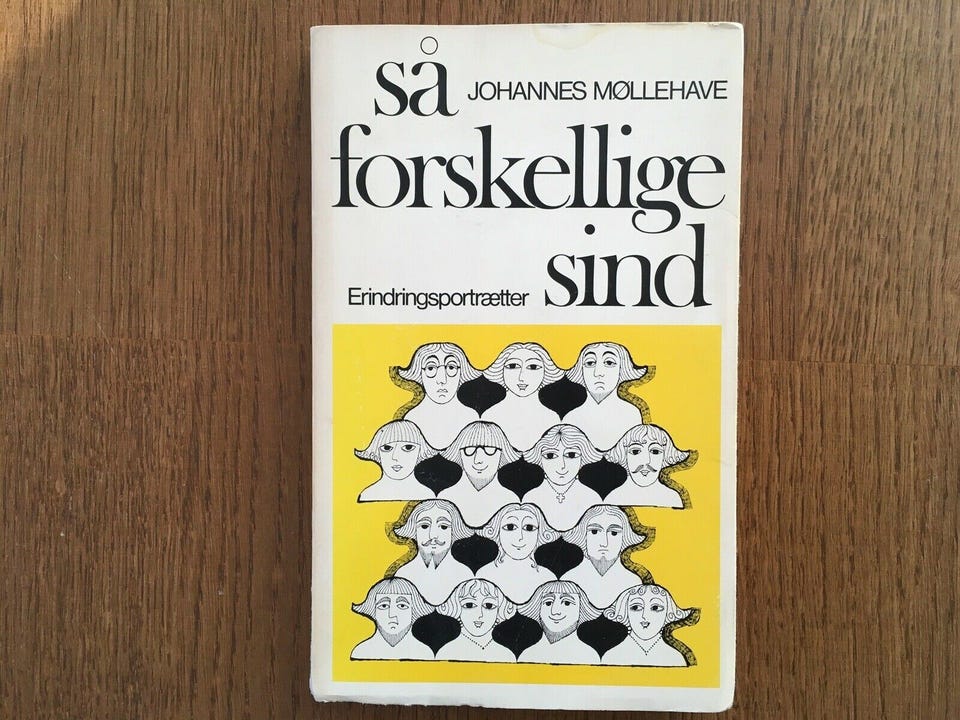 så
JOHANNES MØLLEHAVE
forskellige
sind
Erindringsportrætter